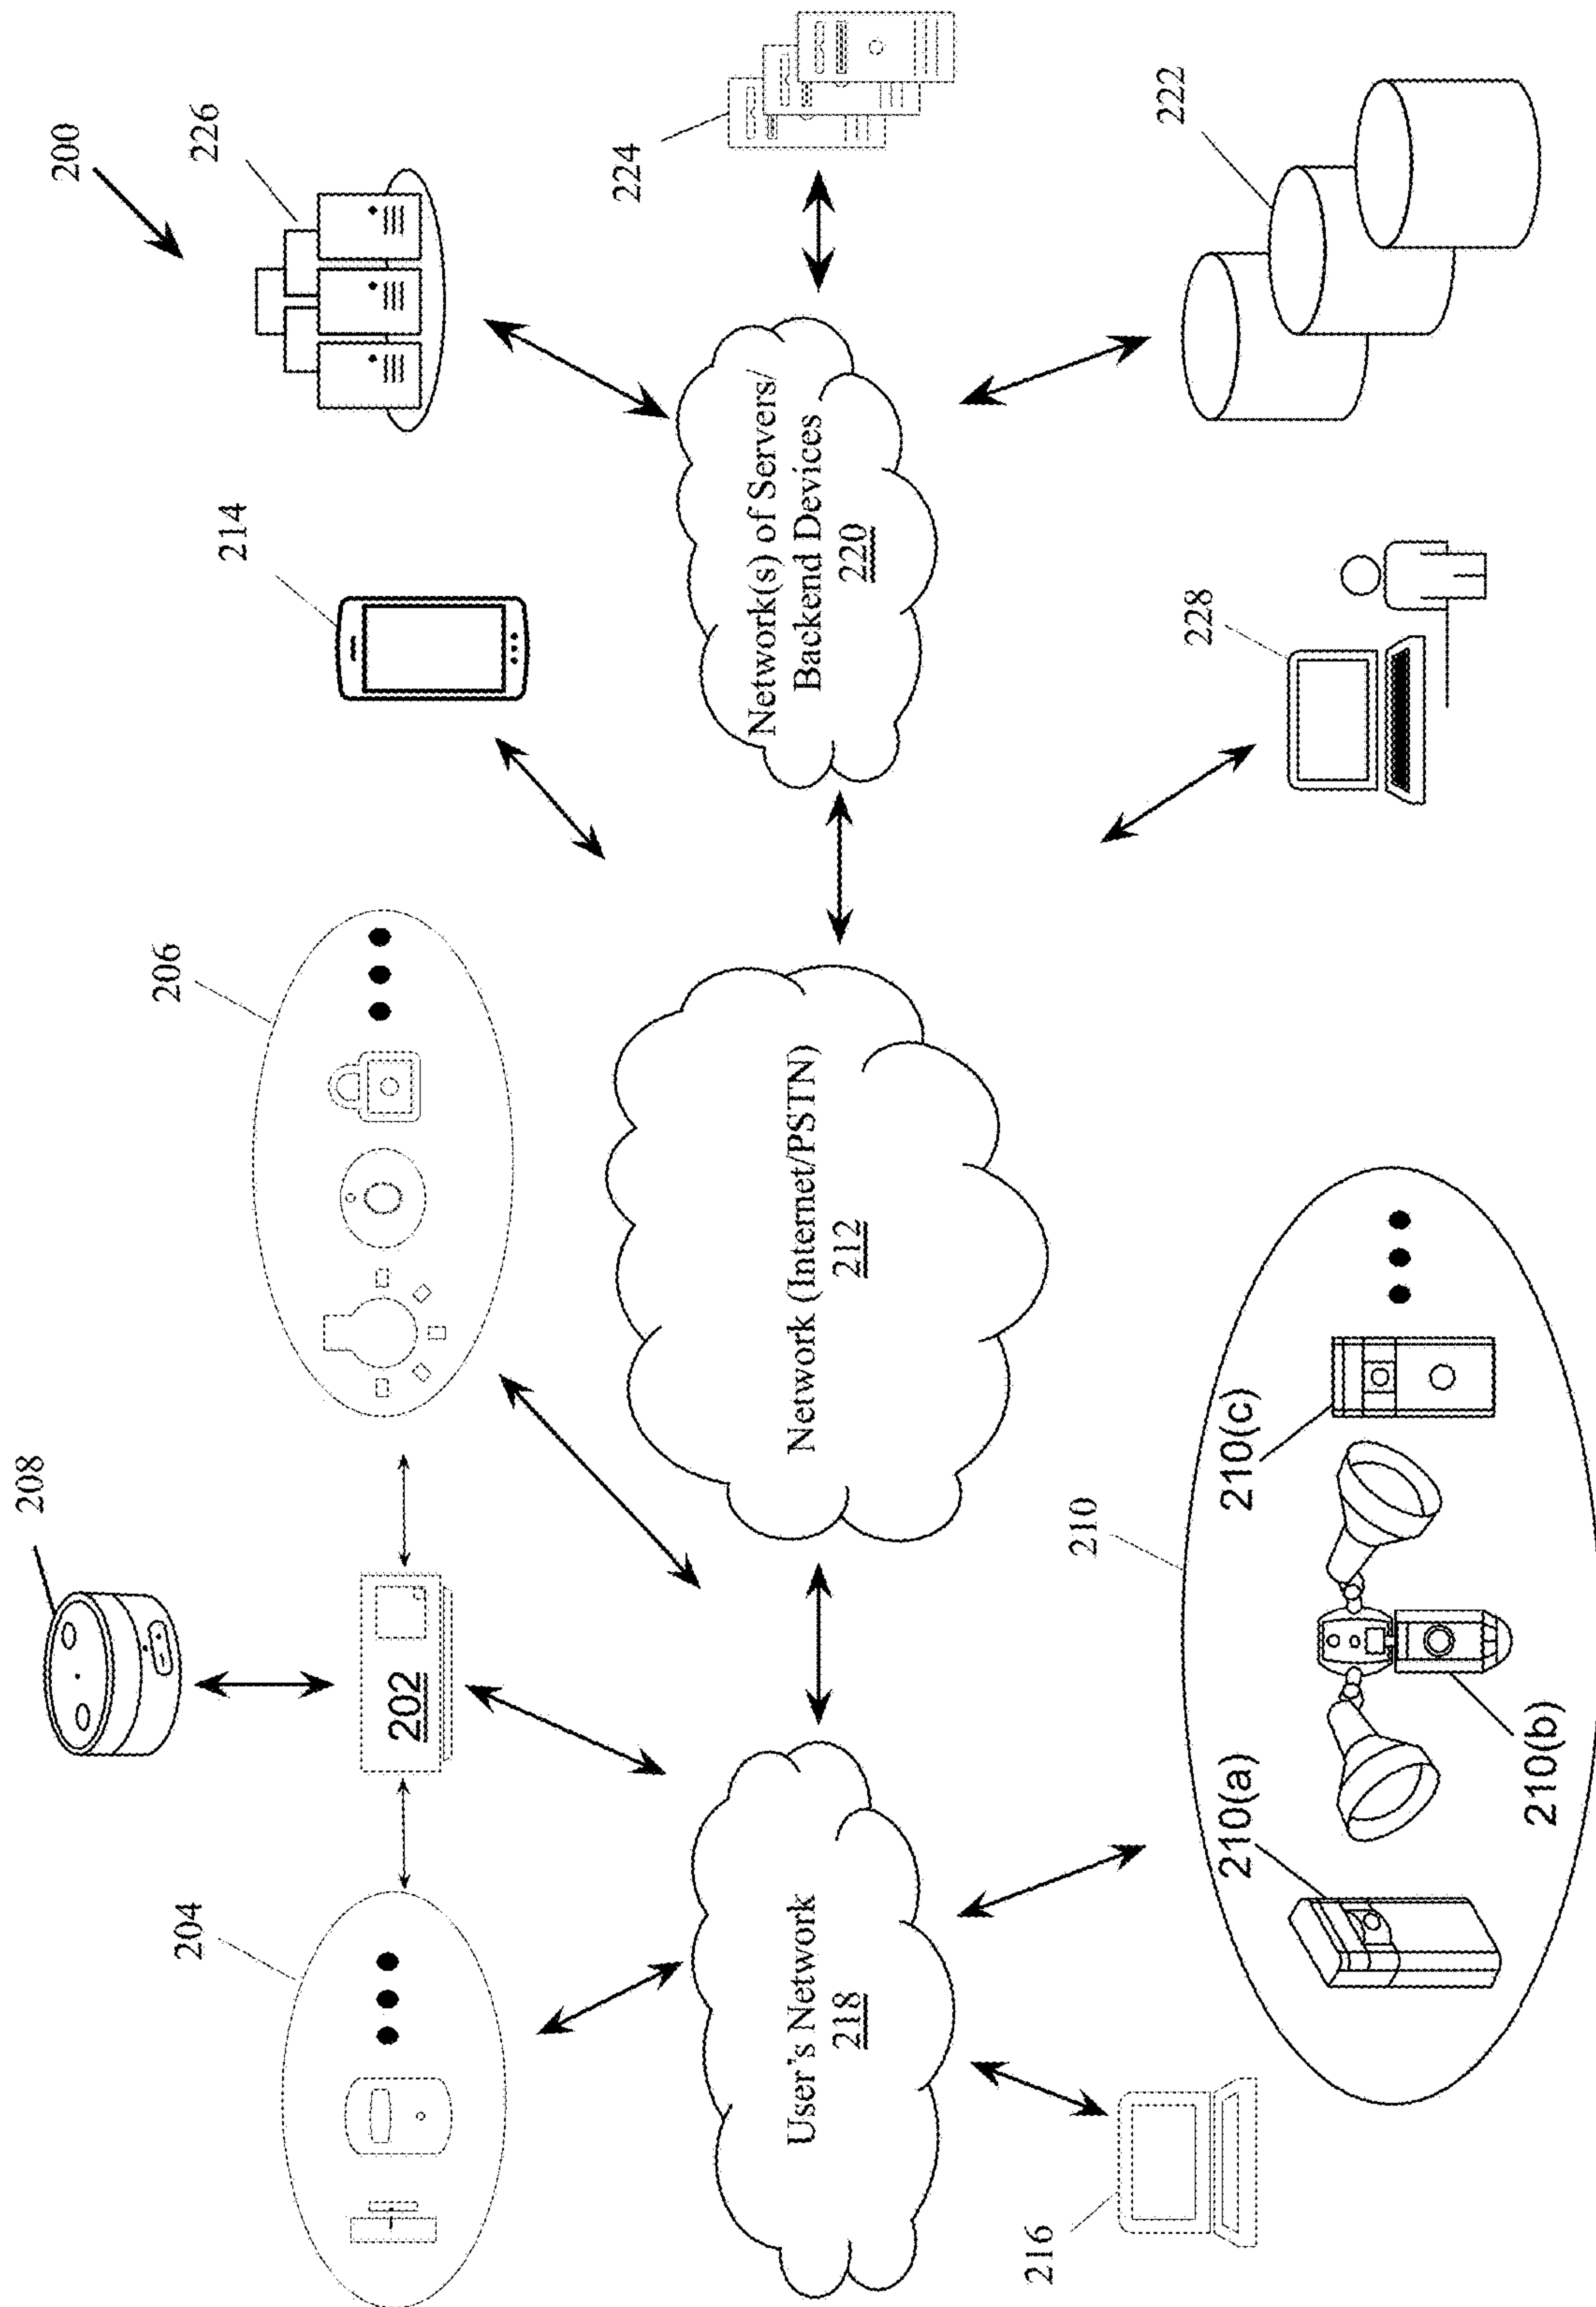 200
208
226
204
206
214
202
224
Network(s) of Servers/
Backend Devices
220
User's Network
218
Network (Internet/PSTN)
212
222
216
210
228
210(a)
210(c)
210(b)